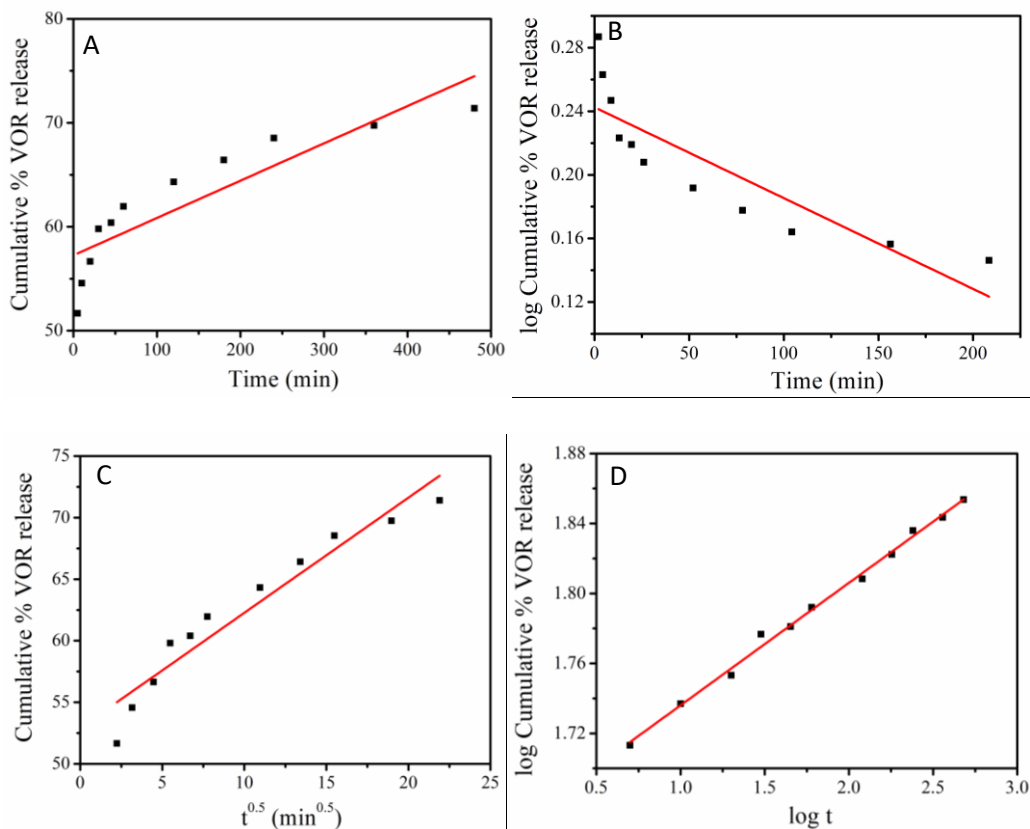 A
Cumulative % VOR release
80
70
60
50
0 100 200 300 400 500
Time (min)
B
log Cumulative % VOR release
0.28
0.24
0.20
0.16
0.12
0 50 100 150 200
Time (min)
C
Cumulative % VOR release
75
70
65
60
55
50
0 5 10 15 20 25
t^0.5 (min^0.5)
D
log Cumulative % VOR release
1.88
1.84
1.80
1.76
1.72
0.5 1.0 1.5 2.0 2.5 3.0
log t